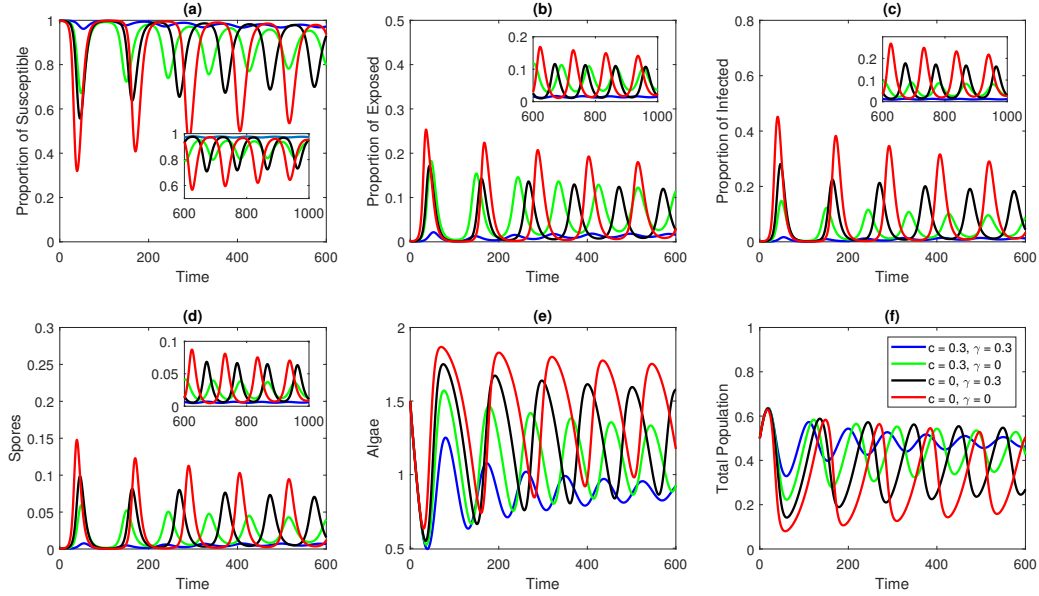 (a)
Proportion of Susceptible
1
0.8
0.6
0.4
0.2
0
0 200 400 600
Time
1
0.8
0.6
600 800 1000
(b)
Proportion of Exposed
0.5
0.4
0.3
0.2
0.1
0
0 200 400 600
Time
0.2
0.1
0
600 800 1000
(c)
Proportion of Infected
0.8
0.6
0.4
0.2
0
0 200 400 600
Time
0.3
0.2
0.1
0
600 800 1000
(d)
Spores
0.3
0.25
0.2
0.15
0.1
0.05
0
0 200 400 600
Time
0.1
0.05
0
600 800 1000
(e)
Algae
2
1.5
1
0.5
0 200 400 600
Time
(f)
Total Population
1
0.8
0.6
0.4
0.2
0
0 200 400 600
Time
c = 0.3, γ = 0.3
c = 0.3, γ = 0
c = 0, γ = 0.3
c = 0, γ = 0